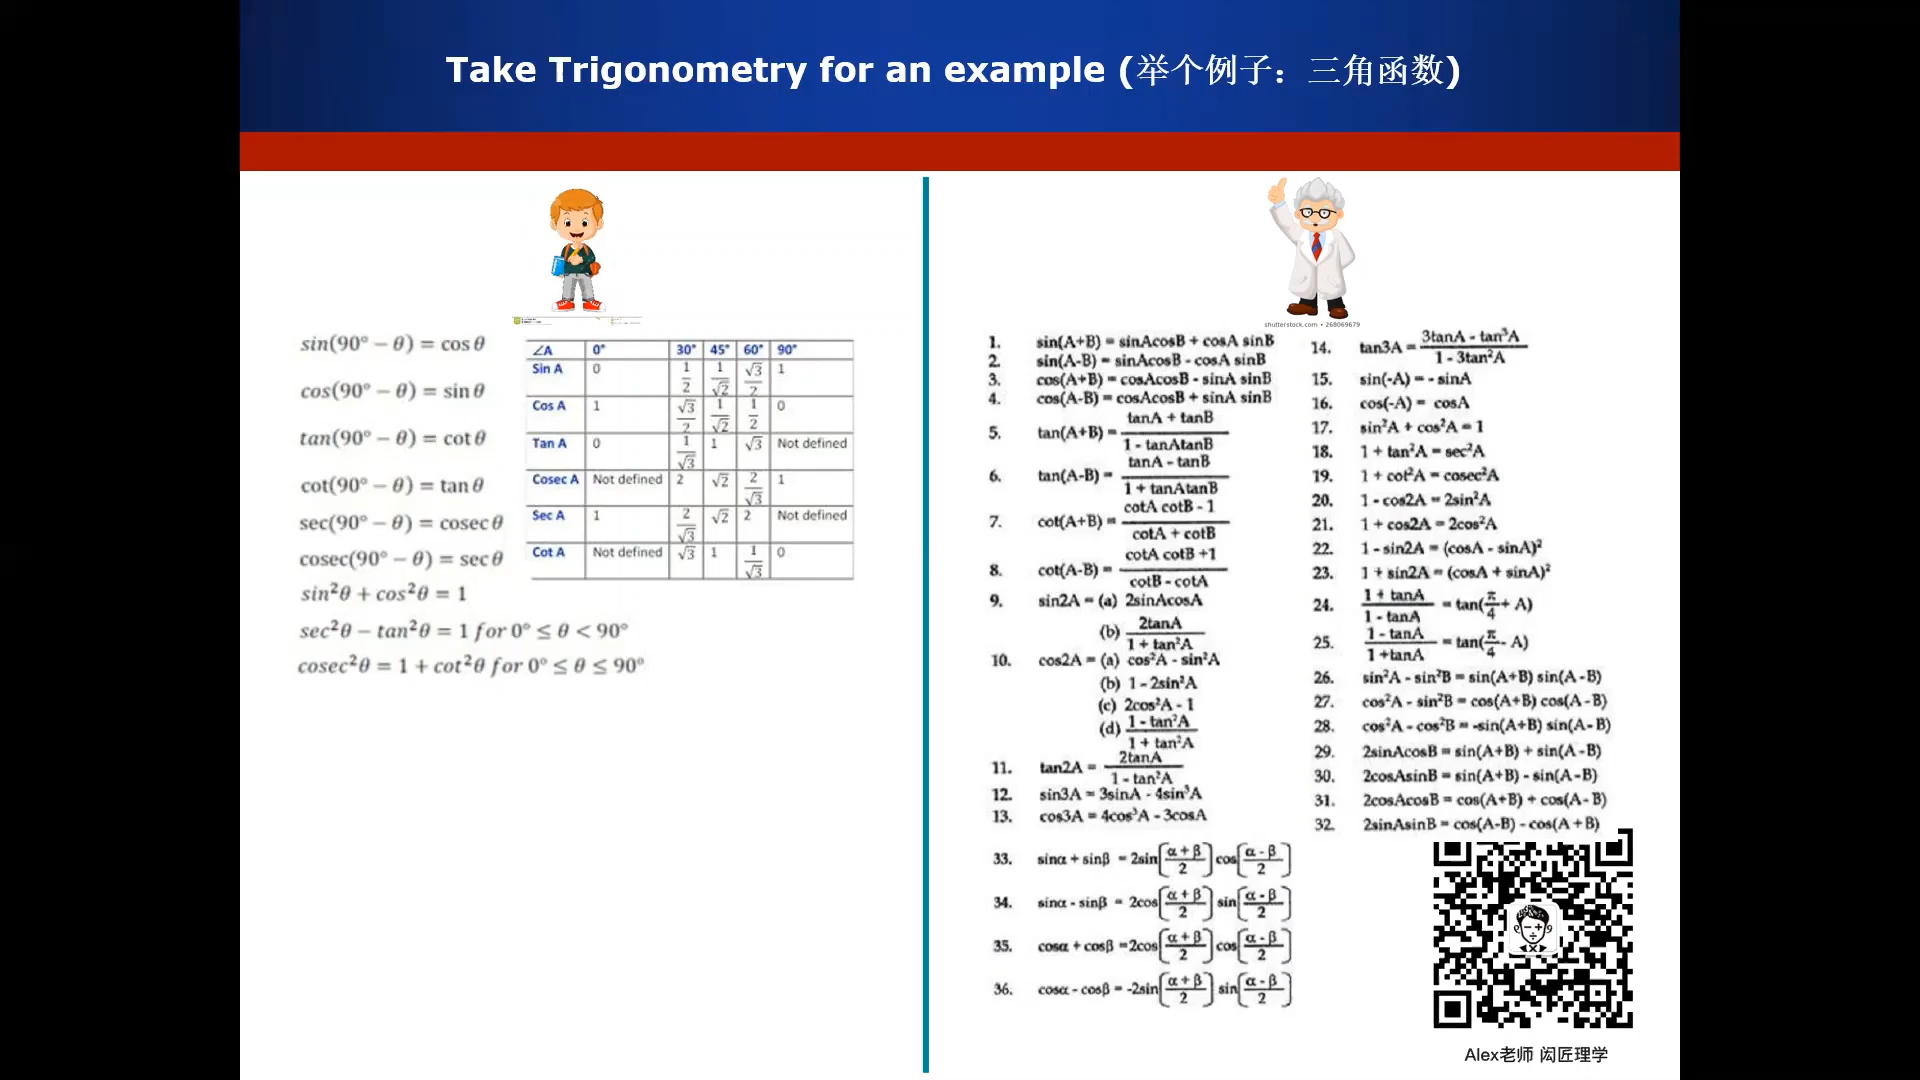 Take Trigonometry for an example (举个例子：三角函数)
sin(90° − θ) = cos θ
cos(90° − θ) = sin θ
tan(90° − θ) = cot θ
cot(90° − θ) = tan θ
sec(90° − θ) = cosec θ
cosec(90° − θ) = sec θ
sin²θ + cos²θ = 1
sec²θ − tan²θ = 1 for 0° ≤ θ < 90°
cosec²θ = 1 + cot²θ for 0° ≤ θ ≤ 90°
∠A 0° 30° 45° 60° 90°
Sin A 0 1/2 1/√2 √3/2 1
Cos A 1 √3/2 1/√2 1/2 0
Tan A 0 1/√3 1 √3 Not defined
Cosec A Not defined 2 √2 2/√3 1
Sec A 1 2/√3 √2 2 Not defined
Cot A Not defined √3 1 1/√3 0
shutterstock.com • 268069679
1. sin(A+B) = sinAcosB + cosA sinB
2. sin(A-B) = sinAcosB - cosA sinB
3. cos(A+B) = cosAcosB - sinA sinB
4. cos(A-B) = cosAcosB + sinA sinB
5. tan(A+B) = (tanA + tanB)/(1 - tanAtanB)
6. tan(A-B) = (tanA - tanB)/(1 + tanAtanB)
7. cot(A+B) = (cotA cotB - 1)/(cotA + cotB)
8. cot(A-B) = (cotA cotB +1)/(cotB - cotA)
9. sin2A = (a) 2sinAcosA
(b) 2tanA/(1 + tan²A)
10. cos2A = (a) cos²A - sin²A
(b) 1 - 2sin²A
(c) 2cos²A - 1
(d) (1 - tan²A)/(1 + tan²A)
11. tan2A = 2tanA/(1 - tan²A)
12. sin3A = 3sinA - 4sin³A
13. cos3A = 4cos³A - 3cosA
14. tan3A = (3tanA - tan³A)/(1 - 3tan²A)
15. sin(-A) = - sinA
16. cos(-A) = cosA
17. sin²A + cos²A = 1
18. 1 + tan²A = sec²A
19. 1 + cot²A = cosec²A
20. 1 - cos2A = 2sin²A
21. 1 + cos2A = 2cos²A
22. 1 - sin2A = (cosA - sinA)²
23. 1 + sin2A = (cosA + sinA)²
24. (1 + tanA)/(1 - tanA) = tan(π/4 + A)
25. (1 - tanA)/(1 +tanA) = tan(π/4 - A)
26. sin²A - sin²B = sin(A+B) sin(A-B)
27. cos²A - sin²B = cos(A+B) cos(A-B)
28. cos²A - cos²B = -sin(A+B) sin(A-B)
29. 2sinAcosB = sin(A+B) + sin(A-B)
30. 2cosAsinB = sin(A+B) - sin(A-B)
31. 2cosAcosB = cos(A+B) + cos(A-B)
32. 2sinAsinB = cos(A-B) - cos(A+B)
33. sinα + sinβ = 2sin[(α + β)/2] cos[(α - β)/2]
34. sinα - sinβ = 2cos[(α + β)/2] sin[(α - β)/2]
35. cosα + cosβ = 2cos[(α + β)/2] cos[(α - β)/2]
36. cosα - cosβ = -2sin[(α + β)/2] sin[(α - β)/2]
Alex老师 闳匠理学